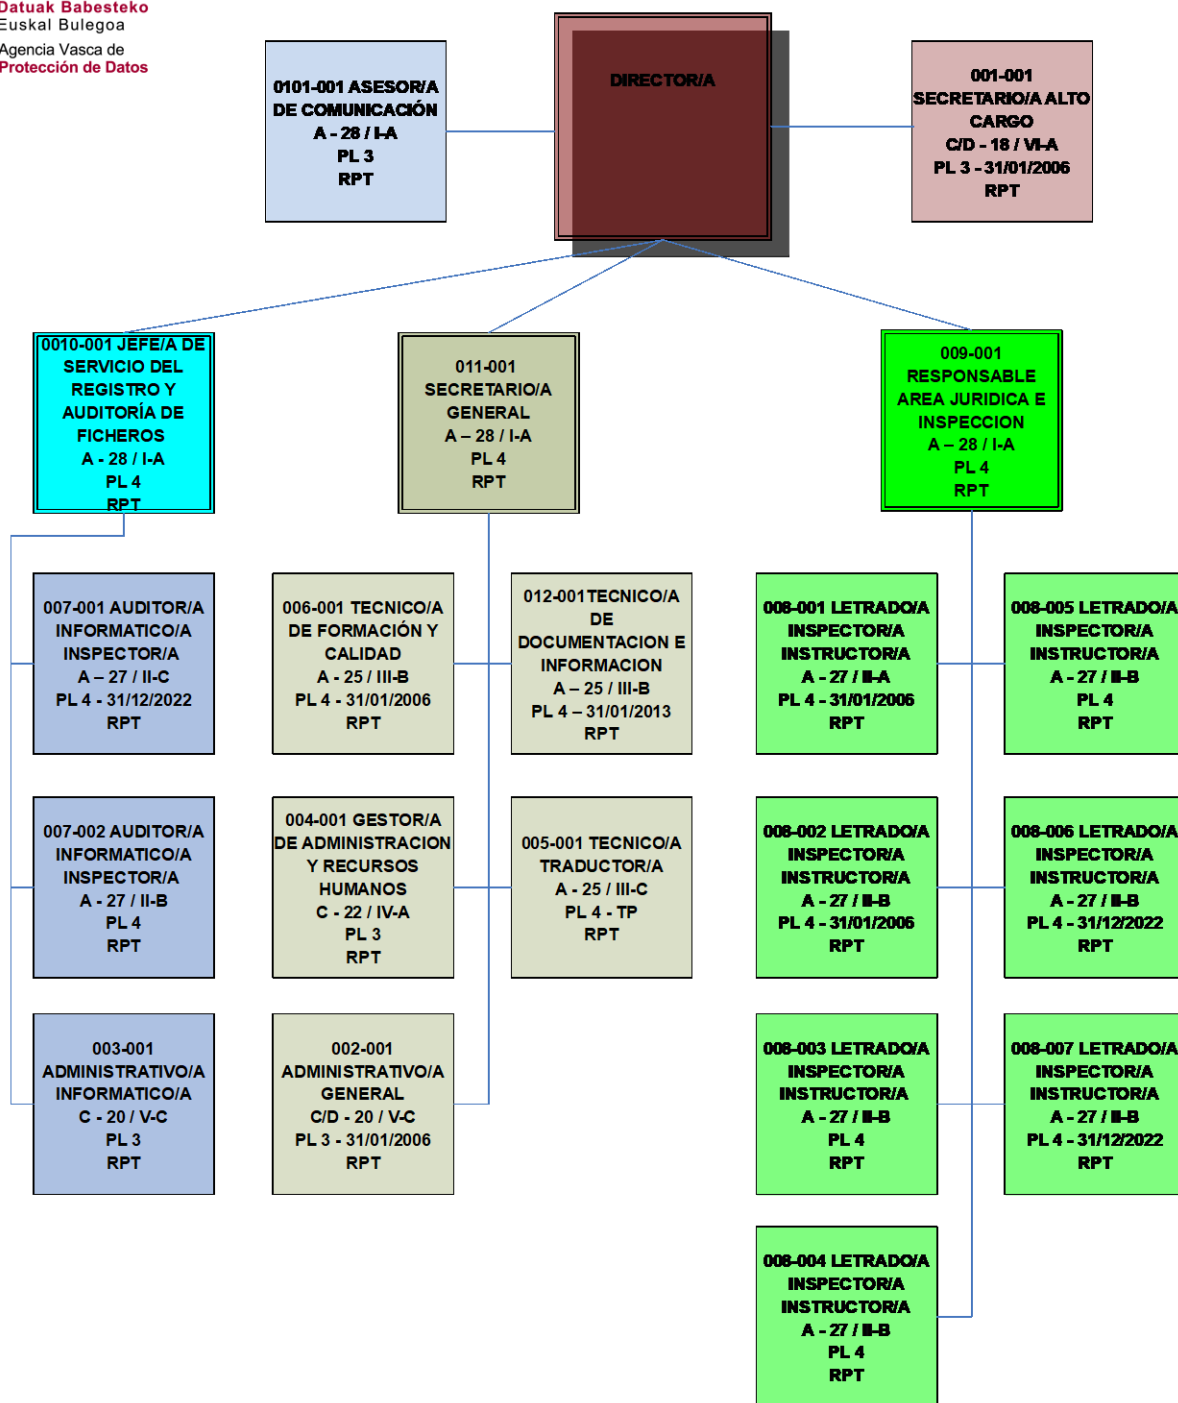 Datuak Babesteko
Euskal Bulegoa
Agencia Vasca de
Protección de Datos
0101-001 ASESOR/A
DE COMUNICACIÓN
A - 28 / I-A
PL 3
RPT
DIRECTOR/A
001-001
SECRETARIO/A ALTO
CARGO
C/D - 18 / VI-A
PL 3 - 31/01/2006
RPT
0010-001 JEFE/A DE
SERVICIO DEL
REGISTRO Y
AUDITORÍA DE
FICHEROS
A - 28 / I-A
PL 4
RPT
011-001
SECRETARIO/A
GENERAL
A – 28 / I-A
PL 4
RPT
009-001
RESPONSABLE
AREA JURIDICA E
INSPECCION
A – 28 / I-A
PL 4
RPT
007-001 AUDITOR/A
INFORMATICO/A
INSPECTOR/A
A – 27 / II-C
PL 4 - 31/12/2022
RPT
006-001 TECNICO/A
DE FORMACIÓN Y
CALIDAD
A - 25 / III-B
PL 4 - 31/01/2006
RPT
012-001TECNICO/A
DE
DOCUMENTACION E
INFORMACION
A – 25 / III-B
PL 4 – 31/01/2013
RPT
008-001 LETRADO/A
INSPECTOR/A
INSTRUCTOR/A
A - 27 / II-A
PL 4 - 31/01/2006
RPT
008-005 LETRADO/A
INSPECTOR/A
INSTRUCTOR/A
A - 27 / II-B
PL 4
RPT
007-002 AUDITOR/A
INFORMATICO/A
INSPECTOR/A
A - 27 / II-B
PL 4
RPT
004-001 GESTOR/A
DE ADMINISTRACION
Y RECURSOS
HUMANOS
C - 22 / IV-A
PL 3
RPT
005-001 TECNICO/A
TRADUCTOR/A
A - 25 / III-C
PL 4 - TP
RPT
008-002 LETRADO/A
INSPECTOR/A
INSTRUCTOR/A
A - 27 / II-B
PL 4 - 31/01/2006
RPT
008-006 LETRADO/A
INSPECTOR/A
INSTRUCTOR/A
A - 27 / II-B
PL 4 - 31/12/2022
RPT
003-001
ADMINISTRATIVO/A
INFORMATICO/A
C - 20 / V-C
PL 3
RPT
002-001
ADMINISTRATIVO/A
GENERAL
C/D - 20 / V-C
PL 3 - 31/01/2006
RPT
008-003 LETRADO/A
INSPECTOR/A
INSTRUCTOR/A
A - 27 / II-B
PL 4
RPT
008-007 LETRADO/A
INSPECTOR/A
INSTRUCTOR/A
A - 27 / II-B
PL 4 - 31/12/2022
RPT
008-004 LETRADO/A
INSPECTOR/A
INSTRUCTOR/A
A - 27 / II-B
PL 4
RPT